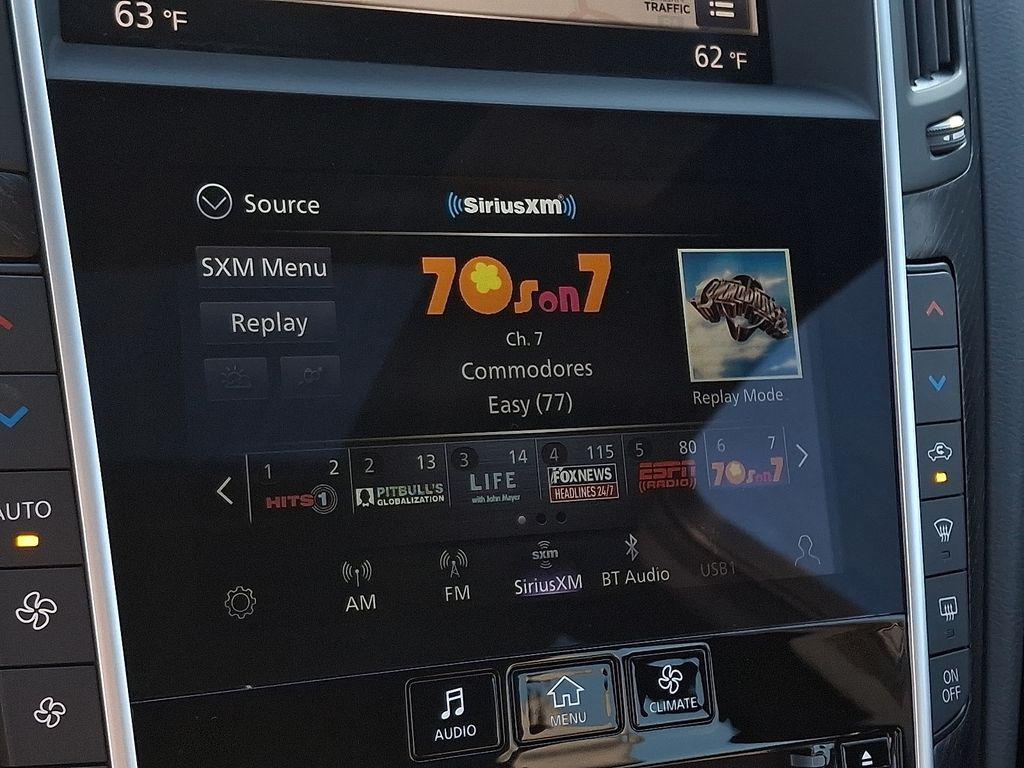 63 °F
TRAFFIC
62 °F
Source
SiriusXM
SXM Menu
Replay
70s on 7
Ch. 7
Commodores
Easy (77)
COMMODORES
Replay Mode
1 2
HITS 1
2 13
PITBULL'S
GLOBALIZATION
3 14
LIFE
with John Mayer
4 115
FOX NEWS
HEADLINES 24/7
5 80
ESPN
RADIO
6 7
70s on 7
AM
FM
sxm
SiriusXM
BT Audio
USB1
AUTO
ON
OFF
AUDIO
MENU
CLIMATE